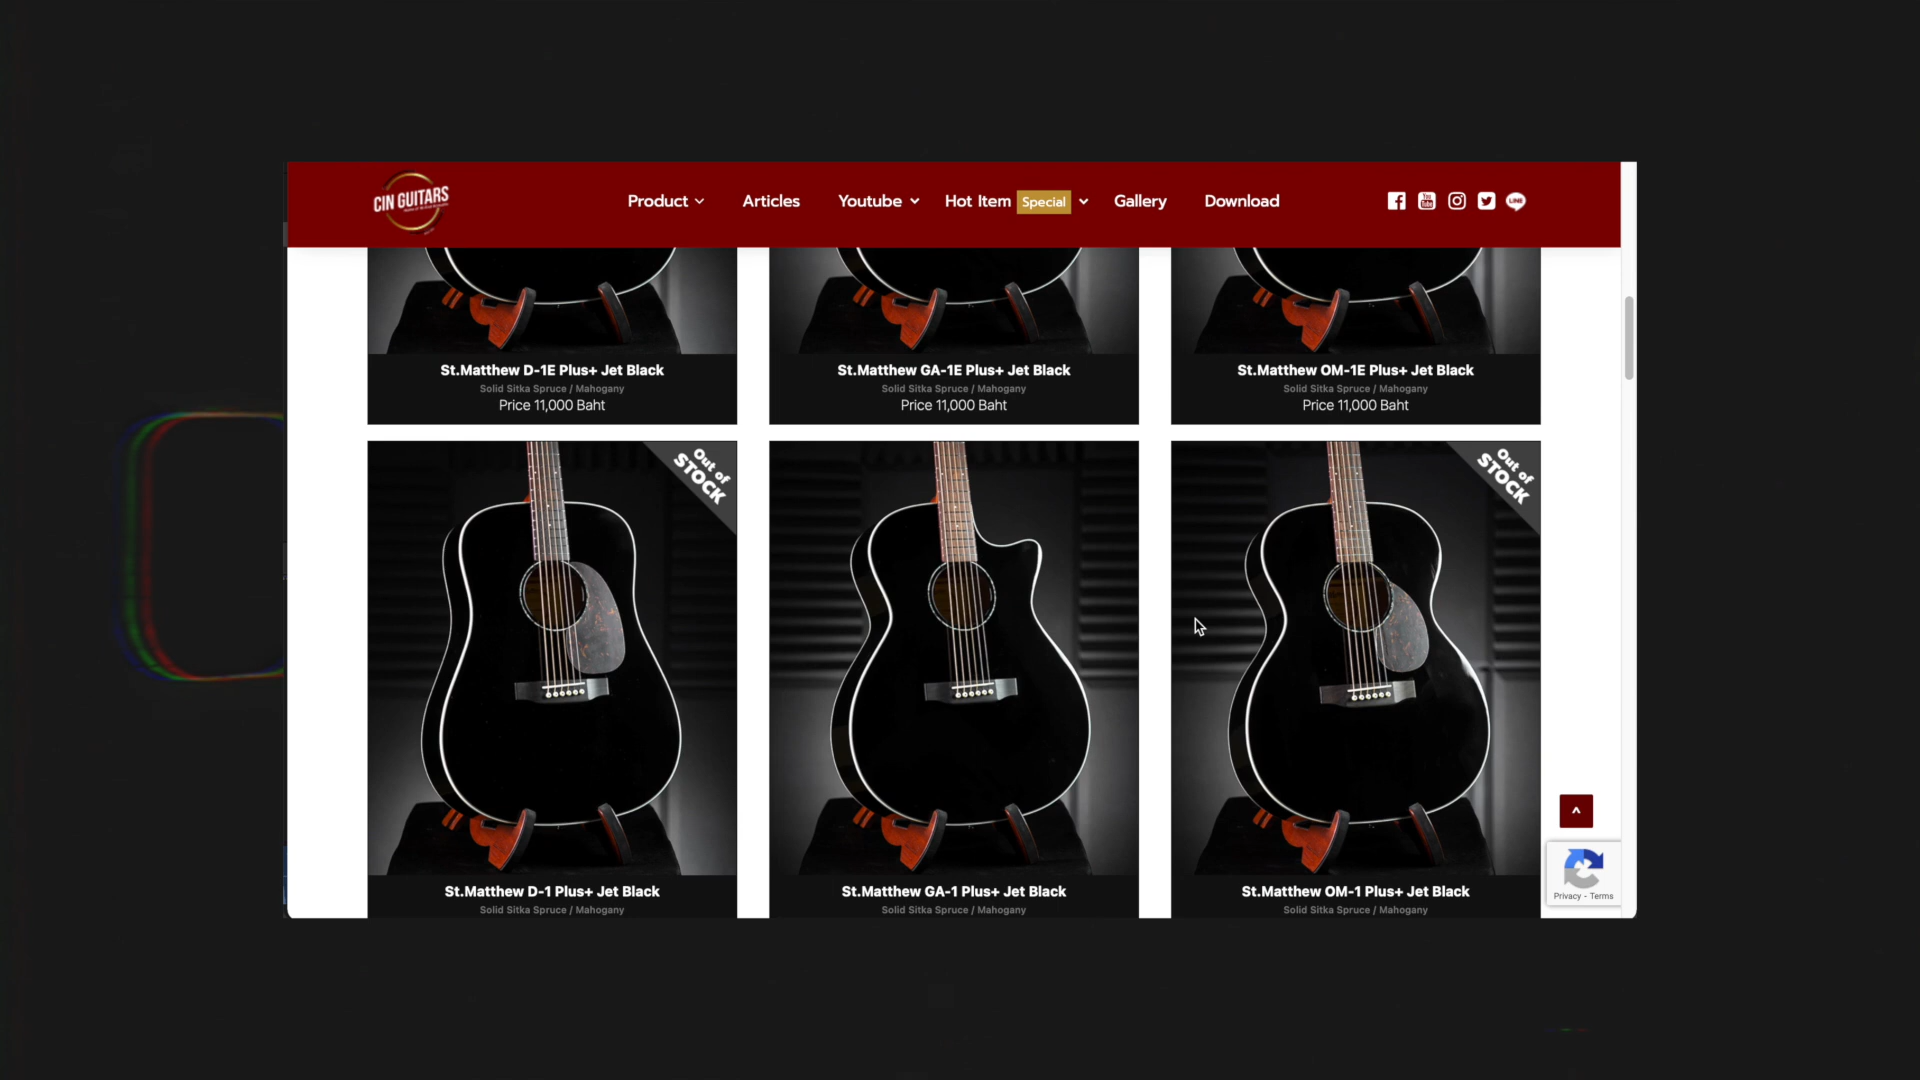 CIN GUITARS
Product
Articles
Youtube
Hot Item Special
Gallery
Download
LINE
St.Matthew D-1E Plus+ Jet Black
Solid Sitka Spruce / Mahogany
Price 11,000 Baht
St.Matthew GA-1E Plus+ Jet Black
Solid Sitka Spruce / Mahogany
Price 11,000 Baht
St.Matthew OM-1E Plus+ Jet Black
Solid Sitka Spruce / Mahogany
Price 11,000 Baht
Out of
STOCK
Out of
STOCK
St.Matthew D-1 Plus+ Jet Black
Solid Sitka Spruce / Mahogany
St.Matthew GA-1 Plus+ Jet Black
Solid Sitka Spruce / Mahogany
St.Matthew OM-1 Plus+ Jet Black
Solid Sitka Spruce / Mahogany
Privacy - Terms